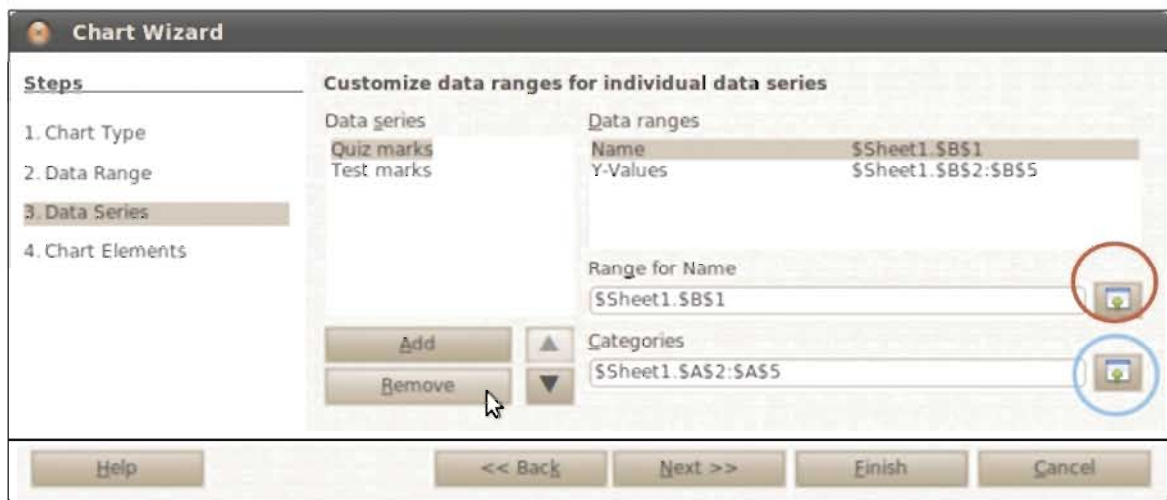 Chart Wizard
Steps
1. Chart Type
2. Data Range
3. Data Series
4. Chart Elements
Customize data ranges for individual data series
Data series
Quiz marks
Test marks
Add
Remove
Data ranges
Name $Sheet1.$B$1
Y-Values $Sheet1.$B$2:$B$5
Range for Name
$Sheet1.$B$1
Categories
$Sheet1.$A$2:$A$5
Help
<< Back
Next >>
Finish
Cancel